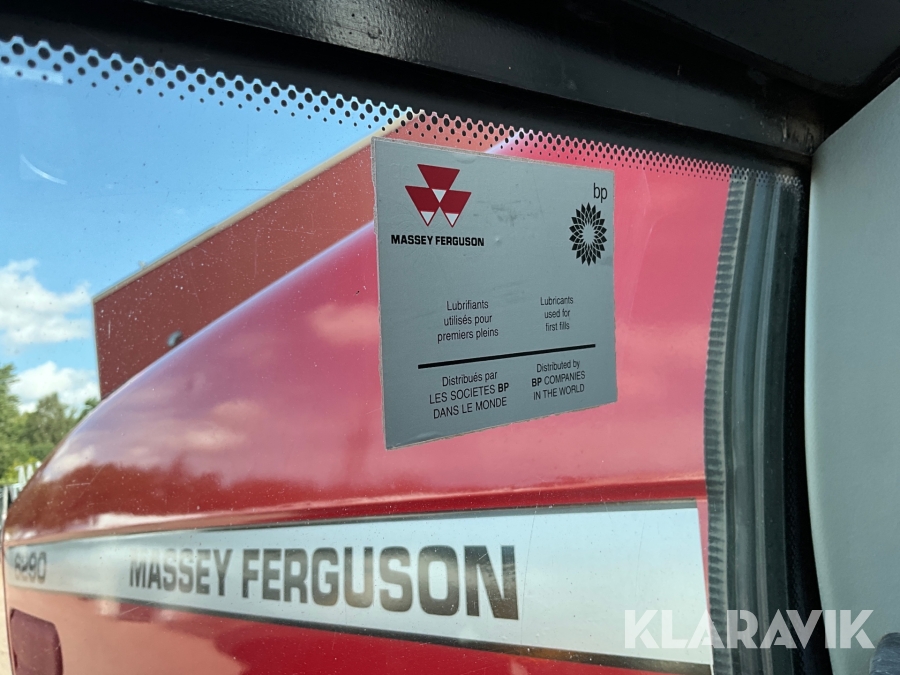 MASSEY FERGUSON
bp
Lubrifiants
utilisés pour
premiers pleins
Lubricants
used for
first fills
Distribués par
LES SOCIETES BP
DANS LE MONDE
Distributed by
BP COMPANIES
IN THE WORLD
6290 MASSEY FERGUSON
KLARAVIK